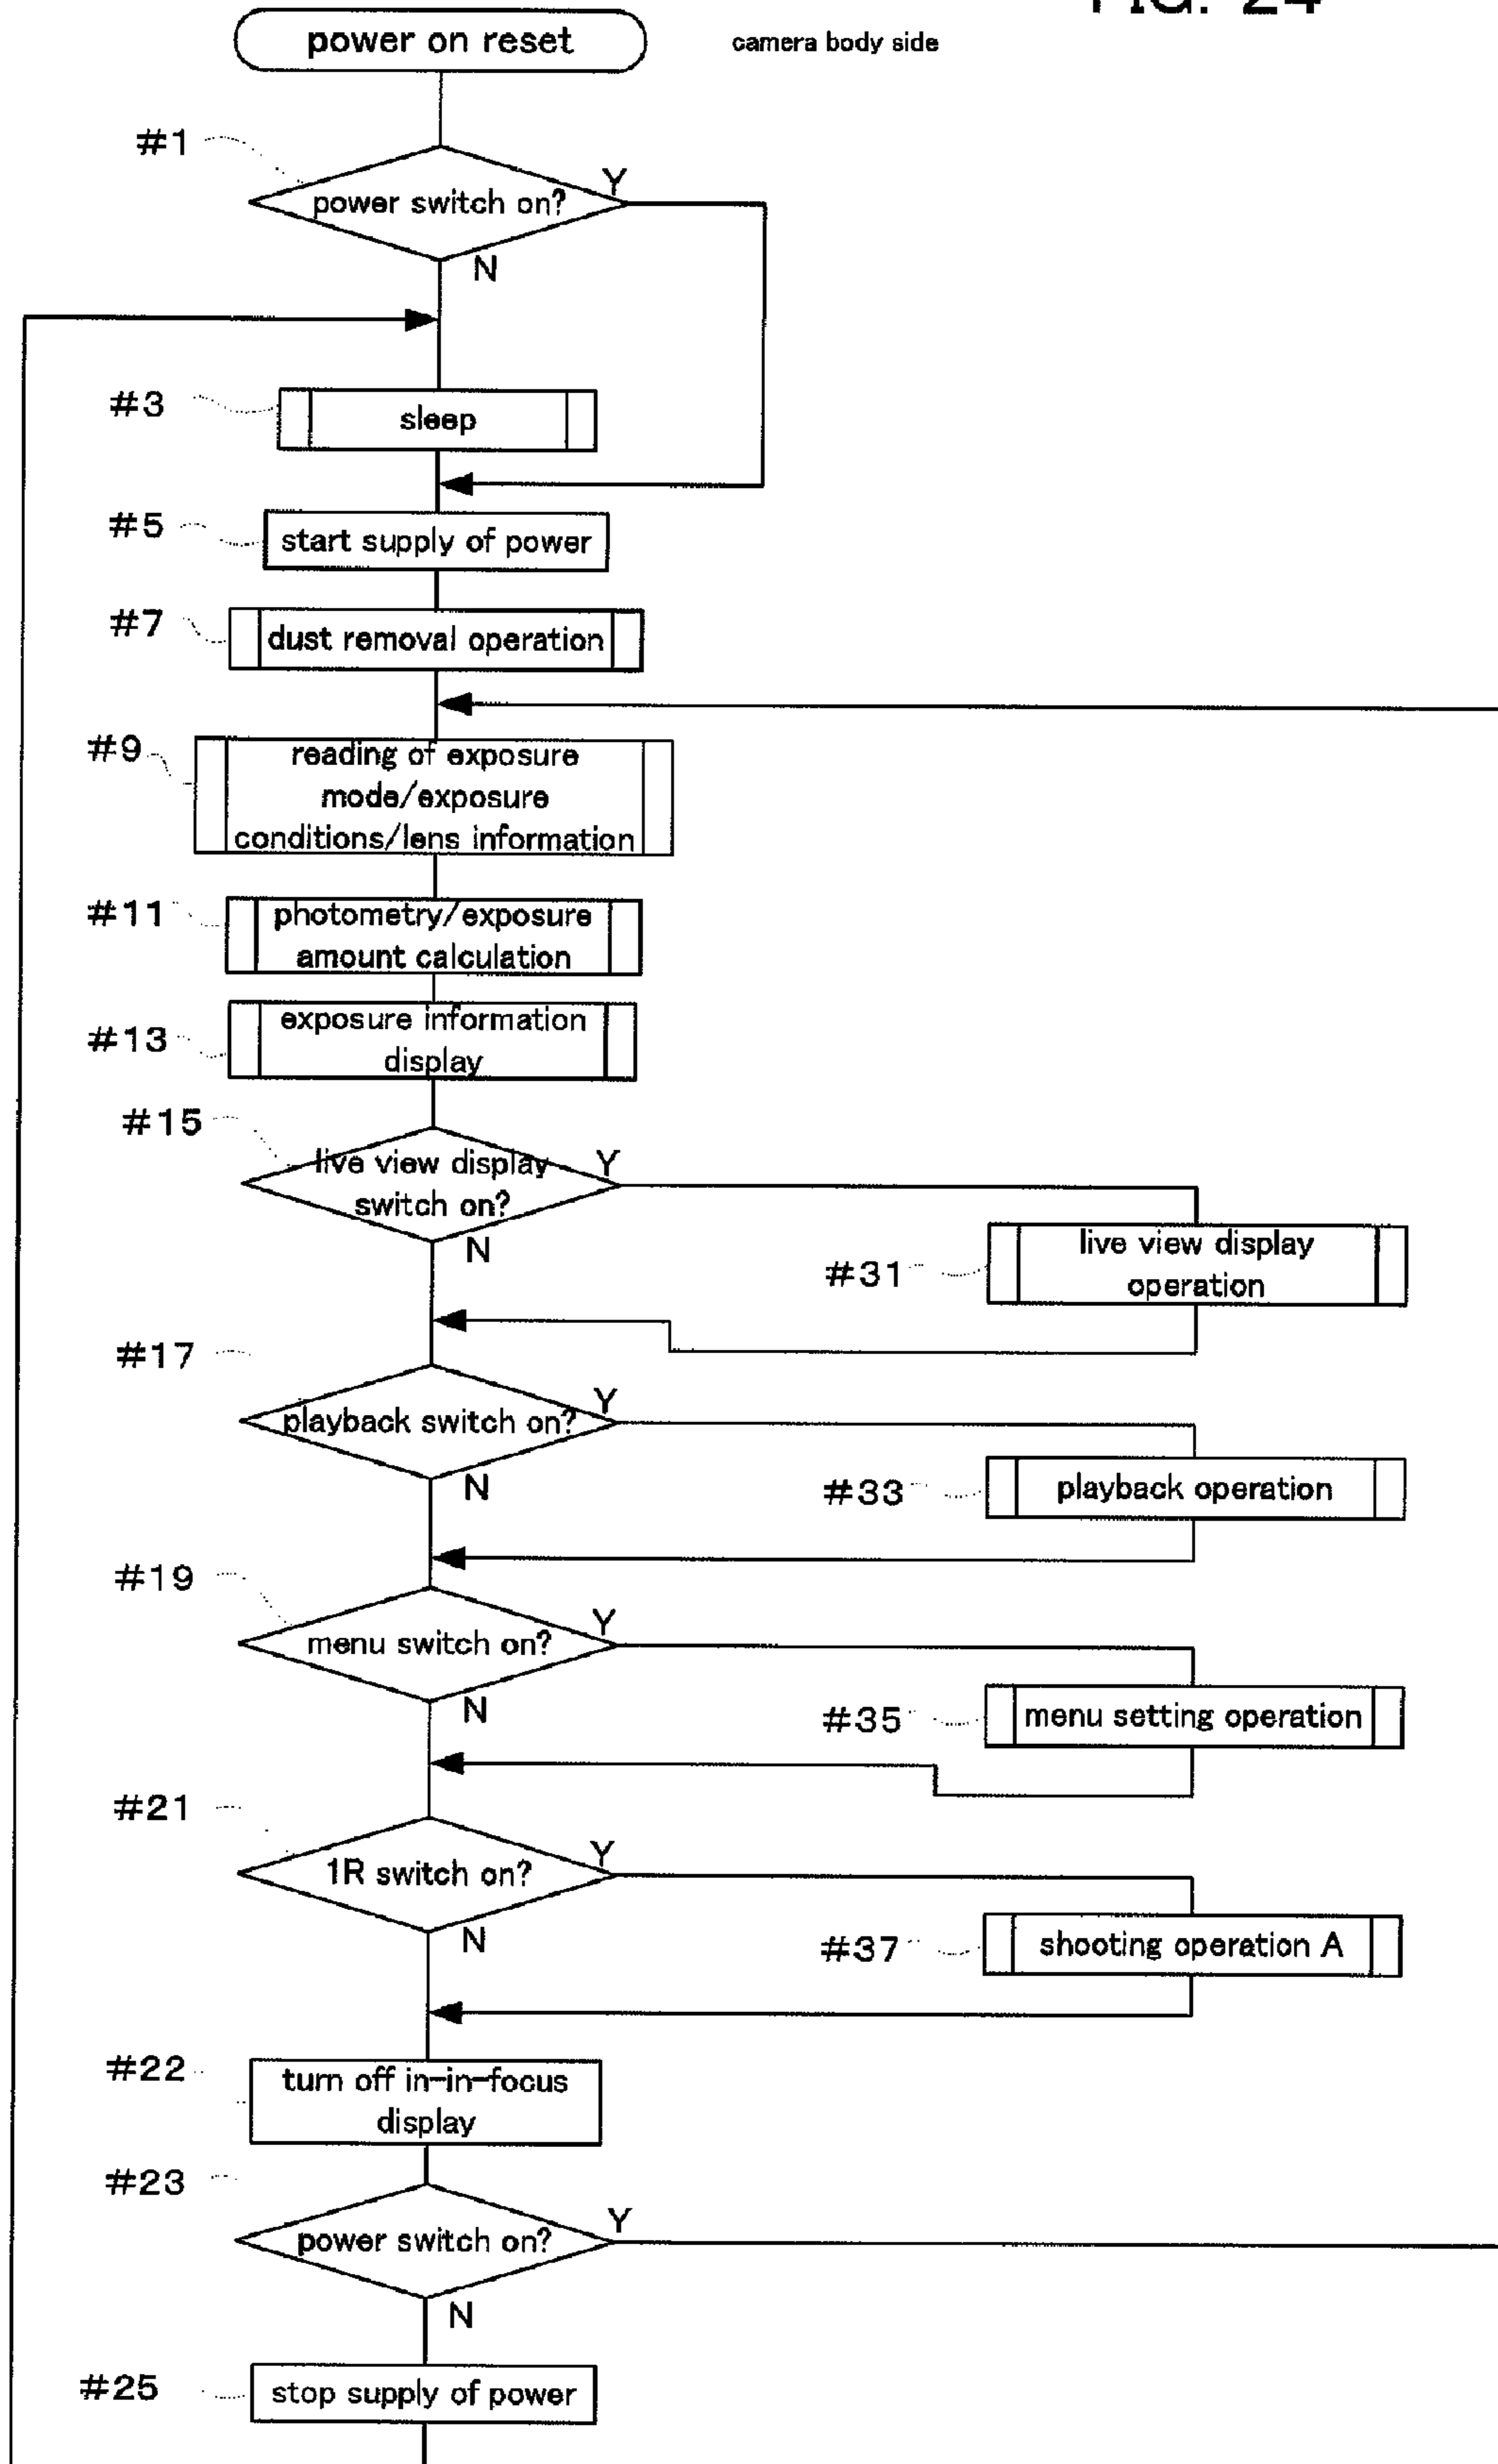 FIG. 24
power on reset
camera body side
#1
power switch on?
Y
N
#3
sleep
#5
start supply of power
#7
dust removal operation
#9
reading of exposure
mode/exposure
conditions/lens information
#11
photometry/exposure
amount calculation
#13
exposure information
display
#15
live view display
switch on?
Y
N
#31
live view display
operation
#17
playback switch on?
Y
N
#33
playback operation
#19
menu switch on?
Y
N
#35
menu setting operation
#21
1R switch on?
Y
N
#37
shooting operation A
#22
turn off in-in-focus
display
#23
power switch on?
Y
N
#25
stop supply of power